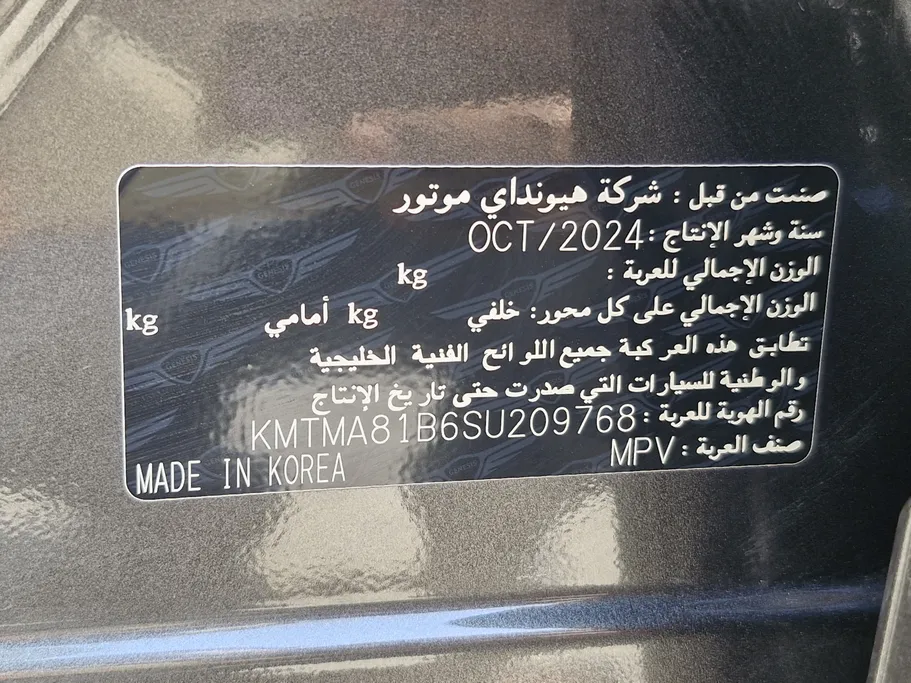 صنعت من قبل : شركة هيونداي موتور
سنة وشهر الإنتاج : OCT/2024
الوزن الإجمالي للعربة : kg
الوزن الإجمالي على كل محور: خلفي kg أمامي kg
تطابق هذه العركبة جميع اللوائح الفنية الخليجية
والوطنية للسيارات التي صدرت حتى تاريخ الإنتاج
رقم الهوية للعربة : KMTMA81B6SU209768
صنف العربة : MPV
MADE IN KOREA
GENESIS